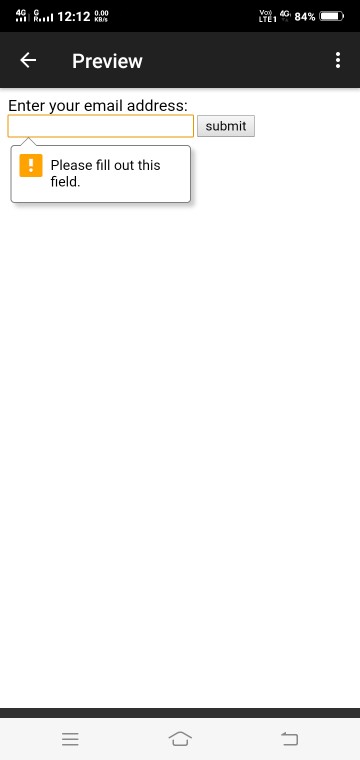 4G G 12:12 0.00 KB/s Vo)) LTE1 4G 84%
Preview
Enter your email address:
submit
Please fill out this
field.